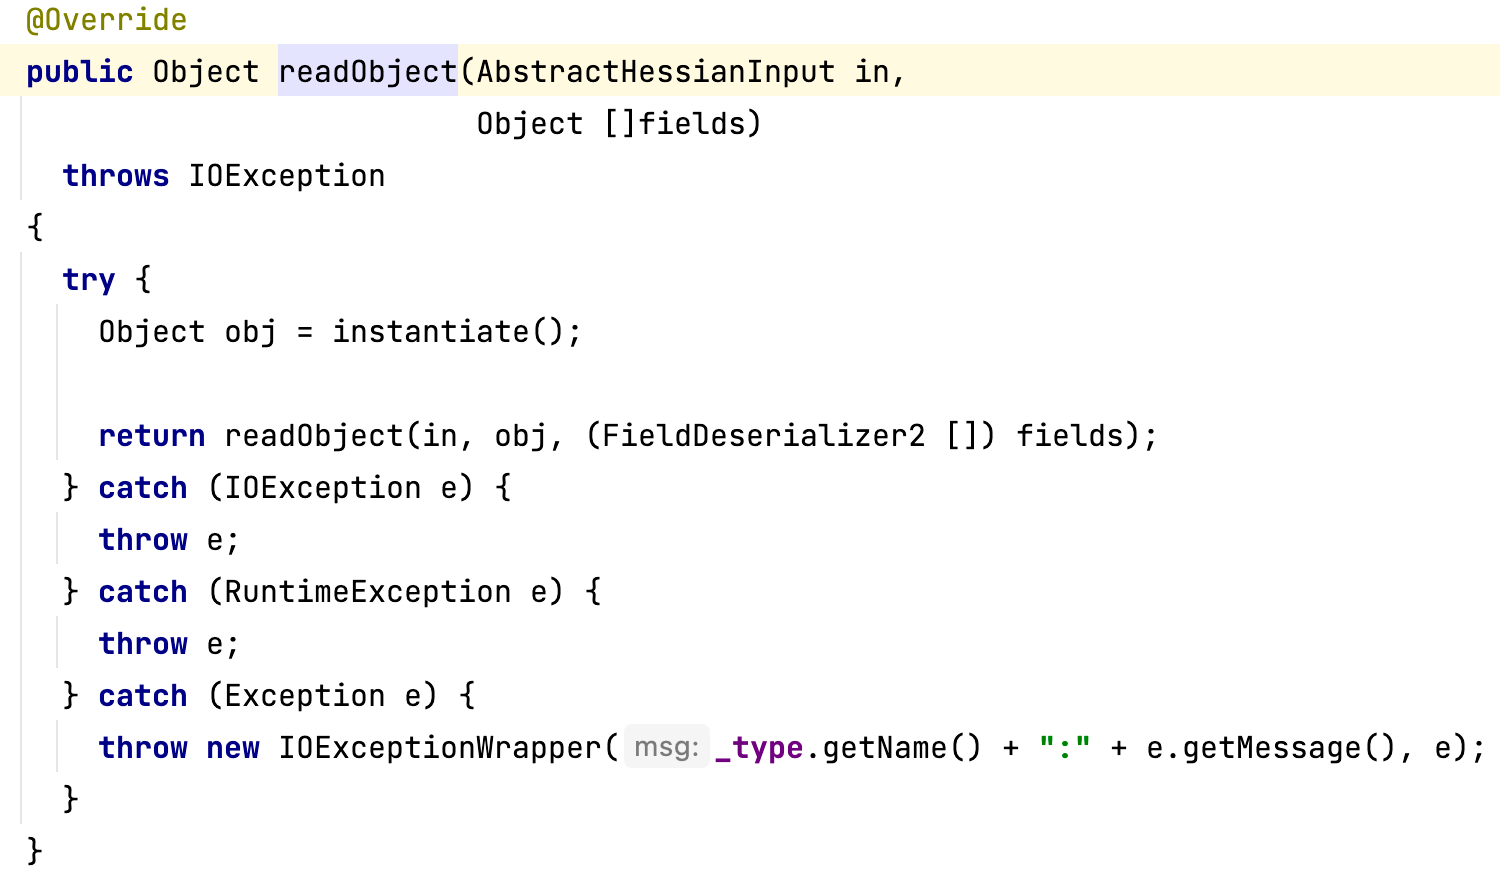 @Override
public Object readObject(AbstractHessianInput in,
Object []fields)
throws IOException
{
try {
Object obj = instantiate();
return readObject(in, obj, (FieldDeserializer2 []) fields);
} catch (IOException e) {
throw e;
} catch (RuntimeException e) {
throw e;
} catch (Exception e) {
throw new IOExceptionWrapper( msg: _type.getName() + ":" + e.getMessage(), e);
}
}